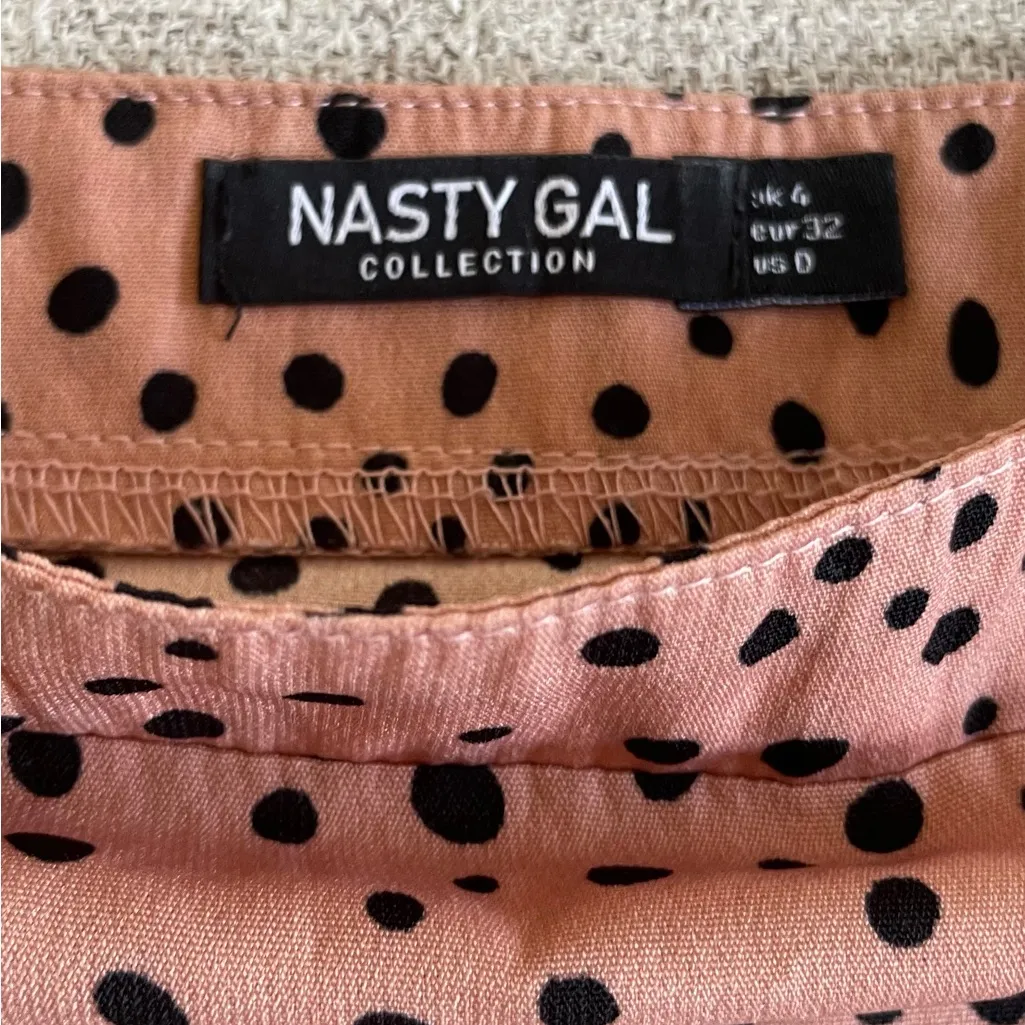 NASTY GAL
COLLECTION
uk 4
eur 32
us 0